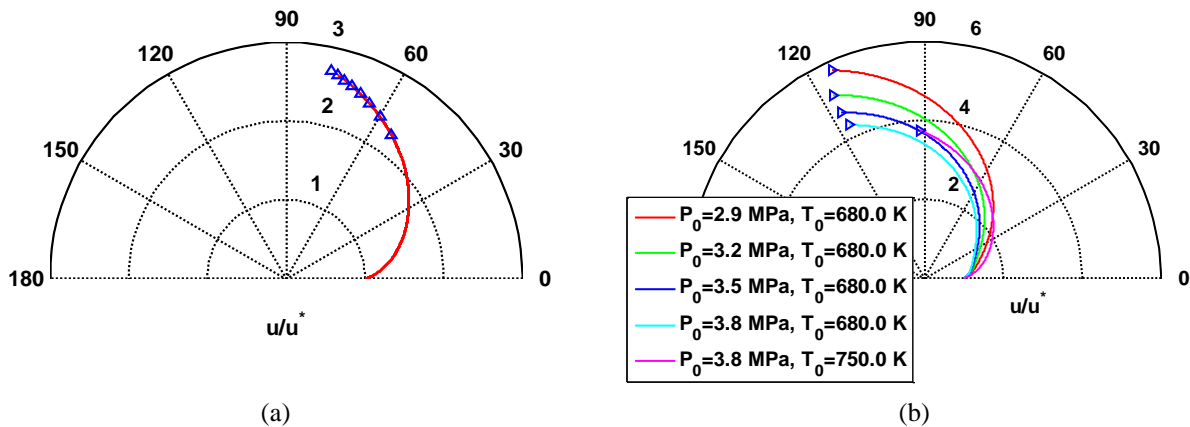 90
3
120
60
2
150
30
1
180
0
u/u*
(a)
90
6
120
60
4
150
30
2
0
u/u*
P0=2.9 MPa, T0=680.0 K
P0=3.2 MPa, T0=680.0 K
P0=3.5 MPa, T0=680.0 K
P0=3.8 MPa, T0=680.0 K
P0=3.8 MPa, T0=750.0 K
(b)